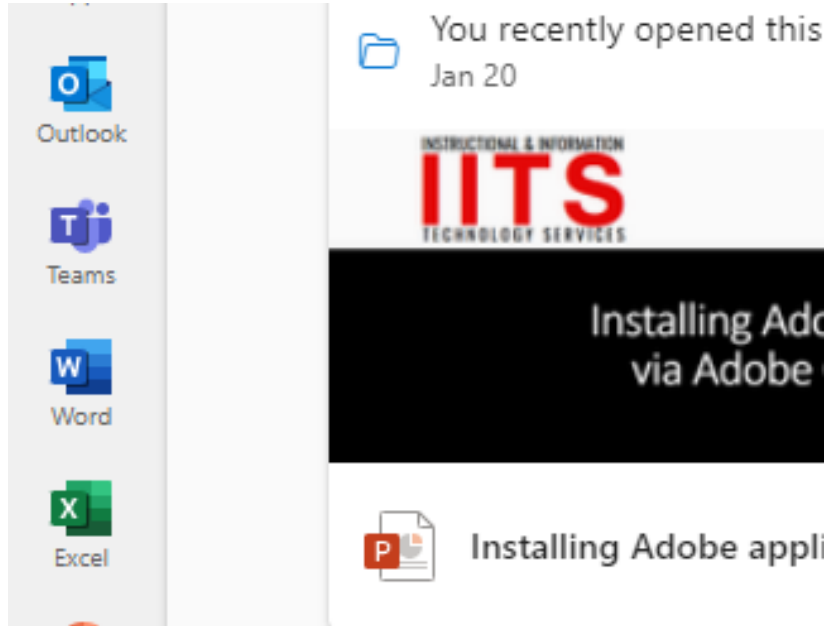 Outlook
Teams
Word
Excel
You recently opened this
Jan 20
INSTRUCTIONAL & INFORMATION
IITS
TECHNOLOGY SERVICES
Installing Ado
via Adobe
Installing Adobe appli